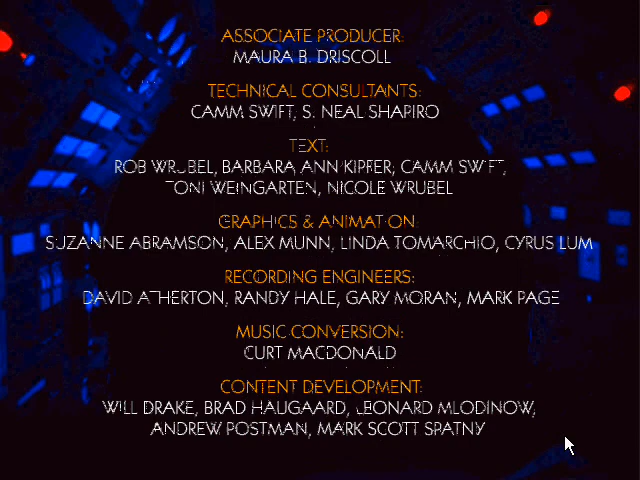 ASSOCIATE PRODUCER:
MAURA B. DRISCOLL
TECHNICAL CONSULTANTS:
CAMM SWIFT, S. NEAL SHAPIRO
TEXT:
ROB WRUBEL, BARBARA ANN KIPFER, CAMM SWIFT,
TONI WEINGARTEN, NICOLE WRUBEL
GRAPHICS & ANIMATION:
SUZANNE ABRAMSON, ALEX MUNN, LINDA TOMARCHIO, CYRUS LUM
RECORDING ENGINEERS:
DAVID ATHERTON, RANDY HALE, GARY MORAN, MARK PAGE
MUSIC CONVERSION:
CURT MACDONALD
CONTENT DEVELOPMENT:
WILL DRAKE, BRAD HAUGAARD, LEONARD MLODINOW,
ANDREW POSTMAN, MARK SCOTT SPATNY